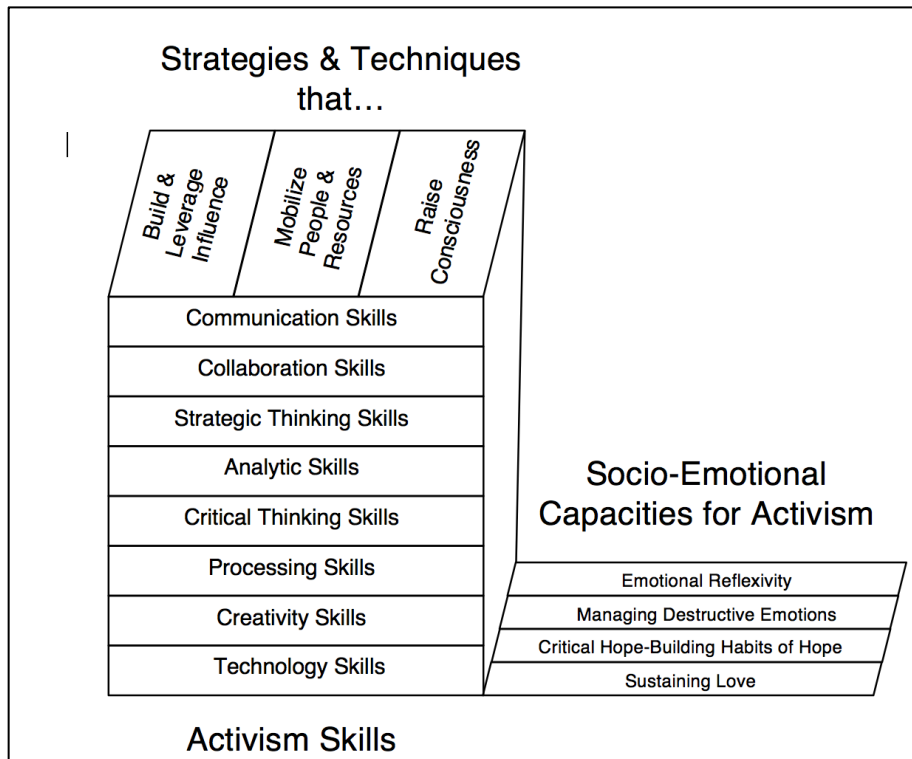 Strategies & Techniques
that…
Build &
Leverage
Influence
Mobilize
People &
Resources
Raise
Consciousness
Communication Skills
Collaboration Skills
Strategic Thinking Skills
Analytic Skills
Critical Thinking Skills
Processing Skills
Creativity Skills
Technology Skills
Activism Skills
Socio-Emotional
Capacities for Activism
Emotional Reflexivity
Managing Destructive Emotions
Critical Hope-Building Habits of Hope
Sustaining Love